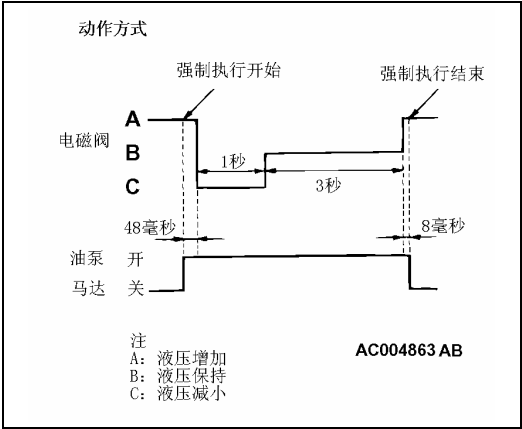 动作方式
强制执行开始
强制执行结束
A
电磁阀
B
C
1秒
3秒
48毫秒
8毫秒
油泵 开
马达 关
注
A: 液压增加
B: 液压保持
C: 液压减小
AC004863 AB